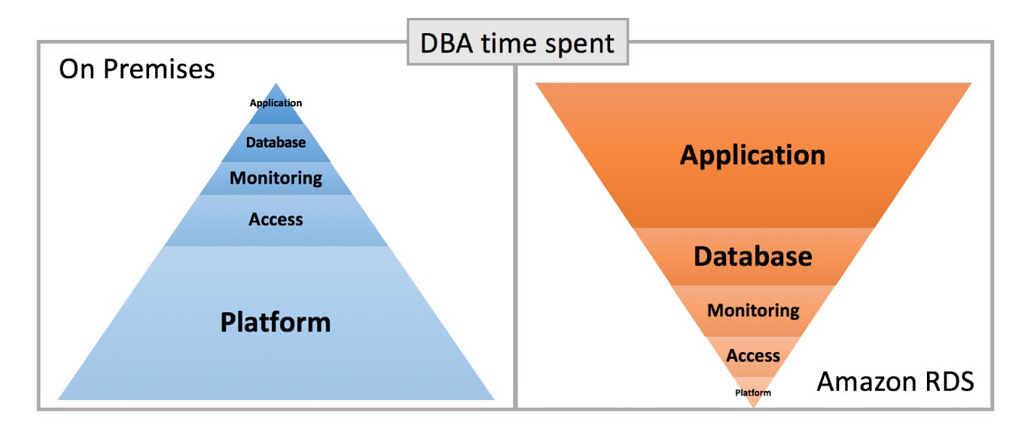 DBA time spent
On Premises
Application
Database
Monitoring
Access
Platform
Application
Database
Monitoring
Access
Platform
Amazon RDS